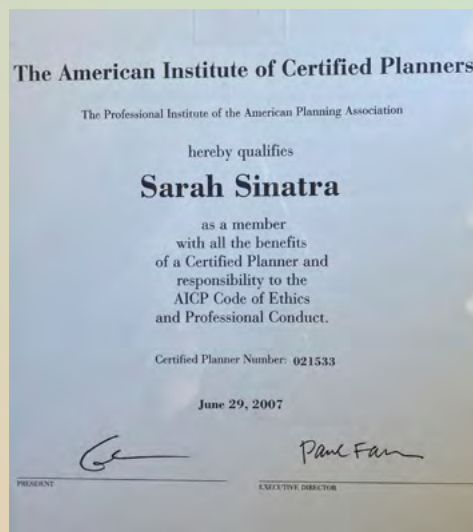 The American Institute of Certified Planners
The Professional Institute of the American Planning Association
hereby qualifies
Sarah Sinatra
as a member
with all the benefits
of a Certified Planner and
responsibility to the
AICP Code of Ethics
and Professional Conduct.
Certified Planner Number: 021533
June 29, 2007
Paul Farm
PRESIDENT
EXECUTIVE DIRECTOR